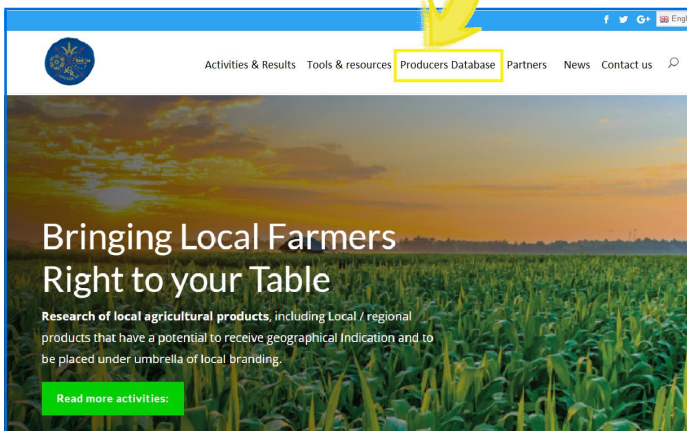 Engl
Activities & Results Tools & resources Producers Database Partners News Contact us
Bringing Local Farmers
Right to your Table
Research of local agricultural products, including Local / regional
products that have a potential to receive geographical Indication and to
be placed under umbrella of local branding.
Read more activities: